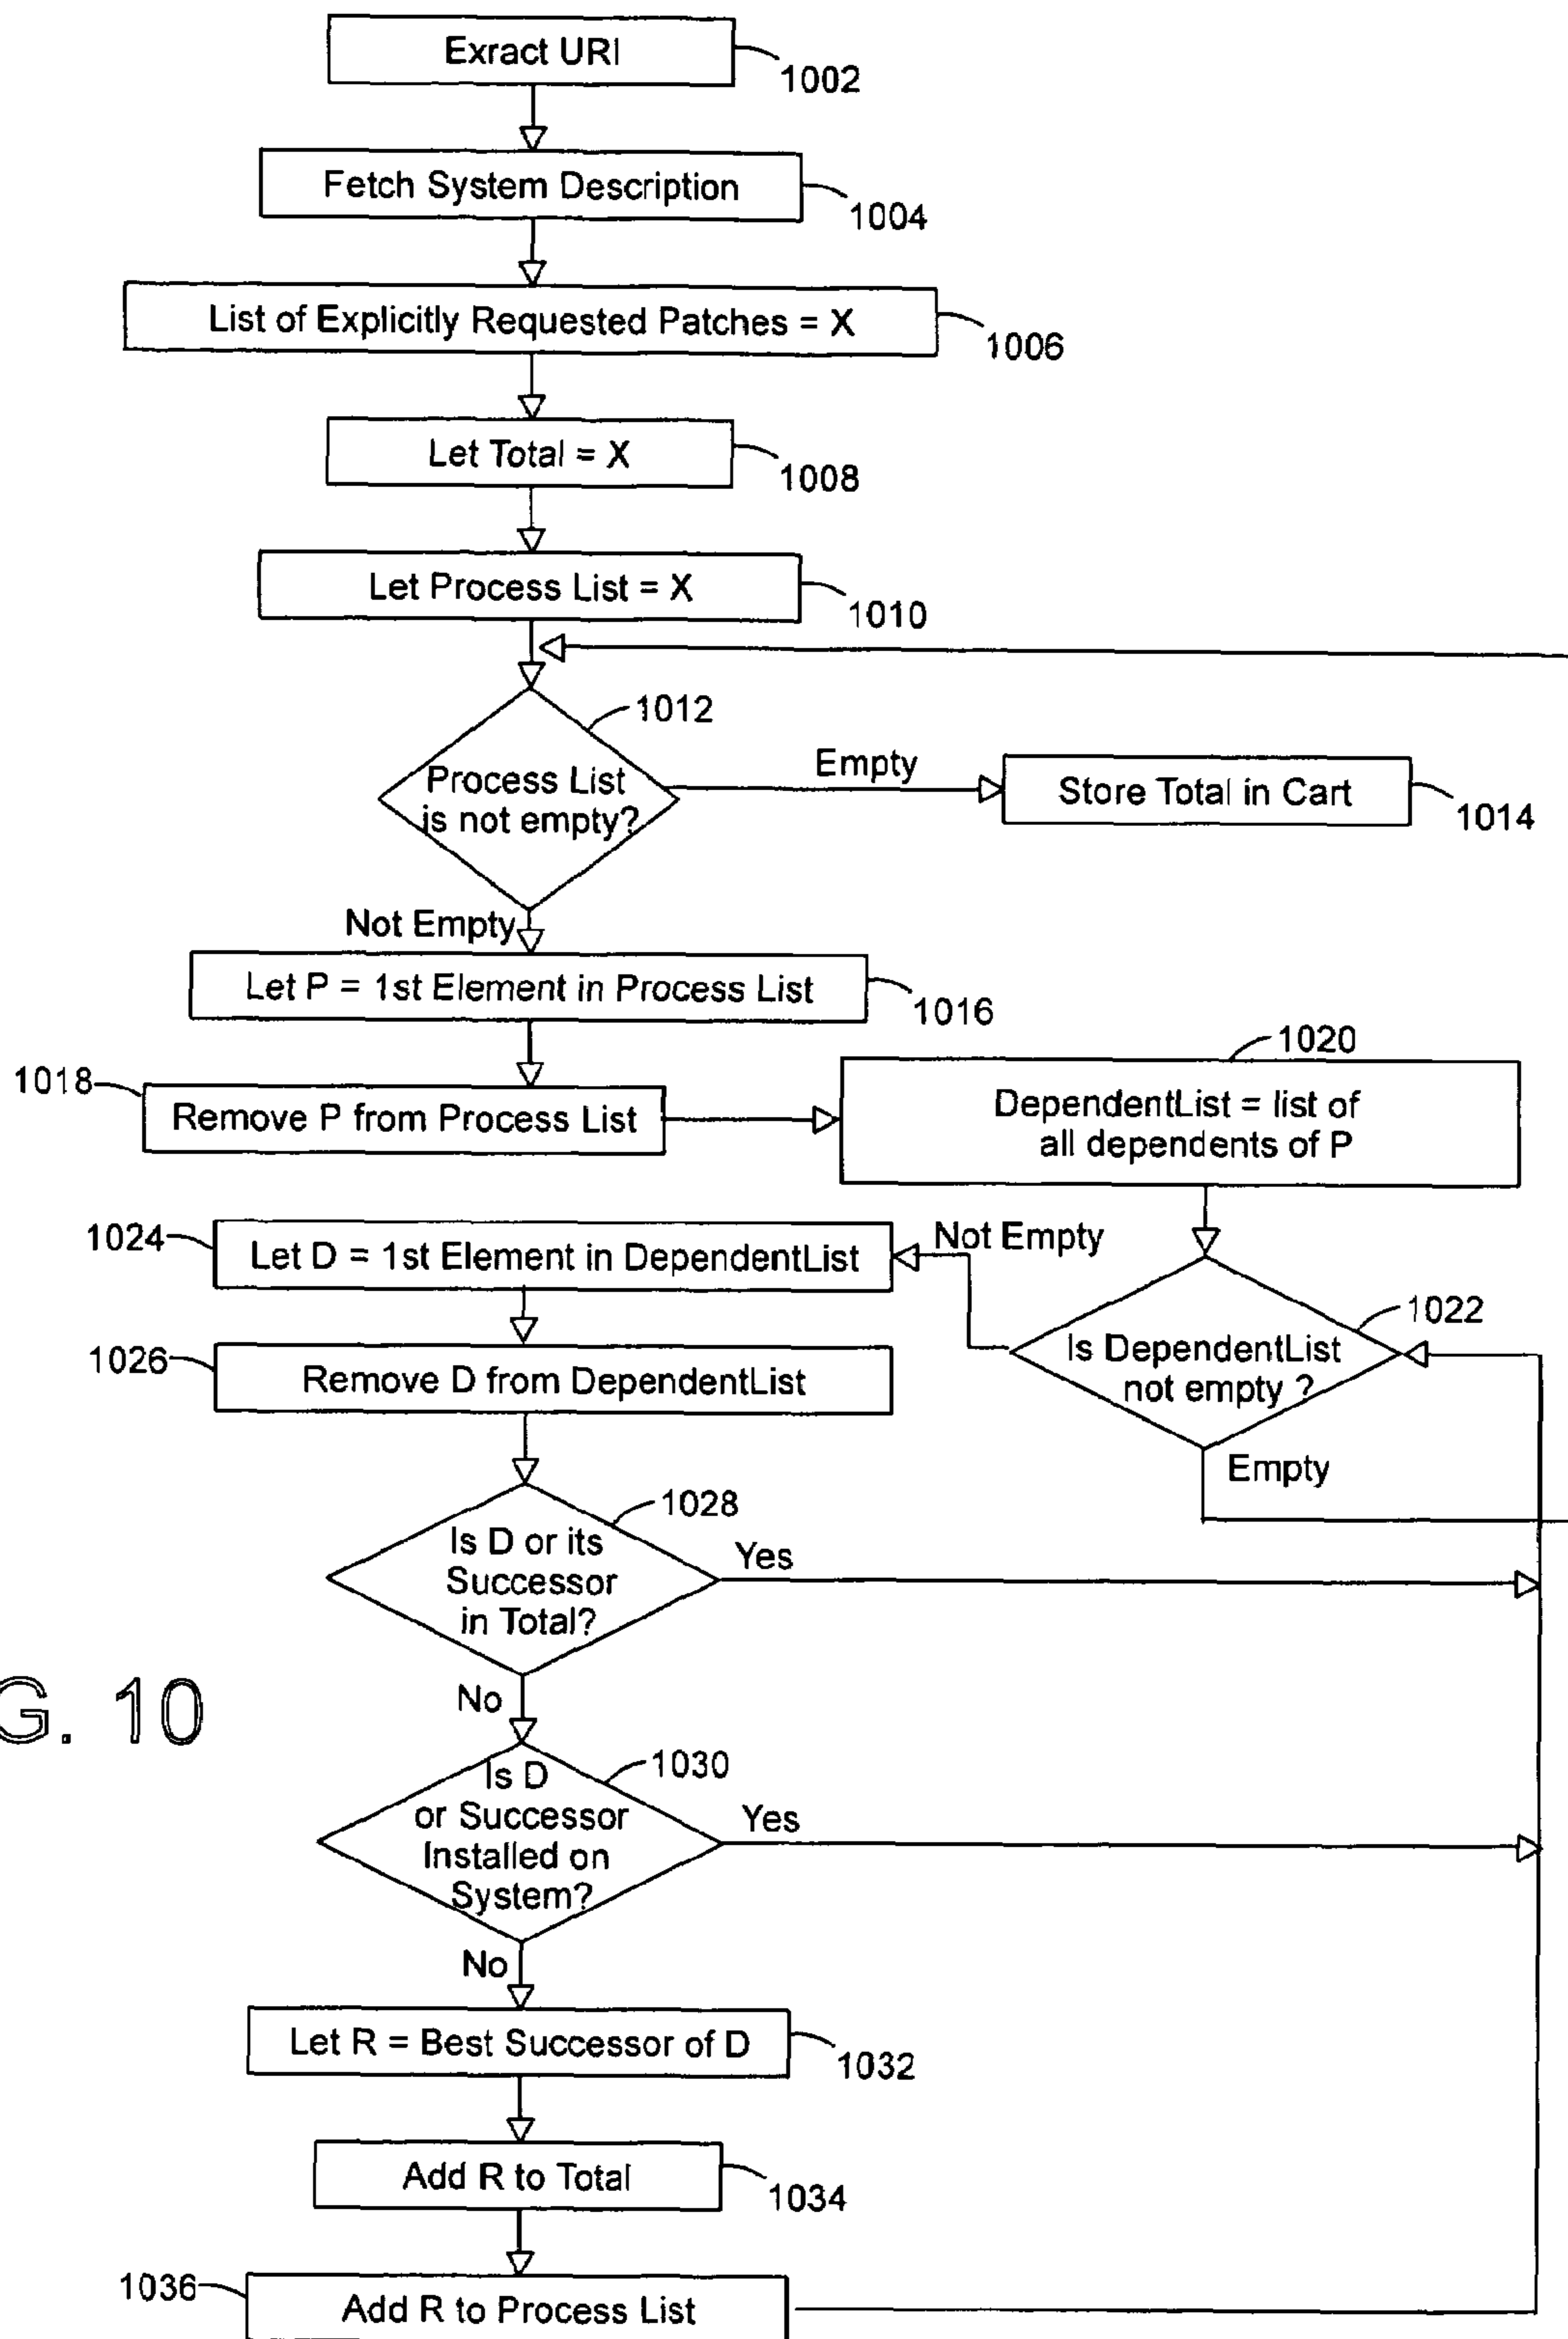 Exract URI
1002
Fetch System Description
1004
List of Explicitly Requested Patches = X
1006
Let Total = X
1008
Let Process List = X
1010
1012
Process List
is not empty?
Empty
Store Total in Cart
1014
Not Empty
Let P = 1st Element in Process List
1016
1018
Remove P from Process List
1020
DependentList = list of
all dependents of P
1024
Let D = 1st Element in DependentList
Not Empty
1022
Is DependentList
not empty ?
Empty
1026
Remove D from DependentList
1028
Is D or its
Successor
in Total?
Yes
No
G. 10
1030
Is D
or Successor
Installed on
System?
Yes
No
Let R = Best Successor of D
1032
Add R to Total
1034
1036
Add R to Process List